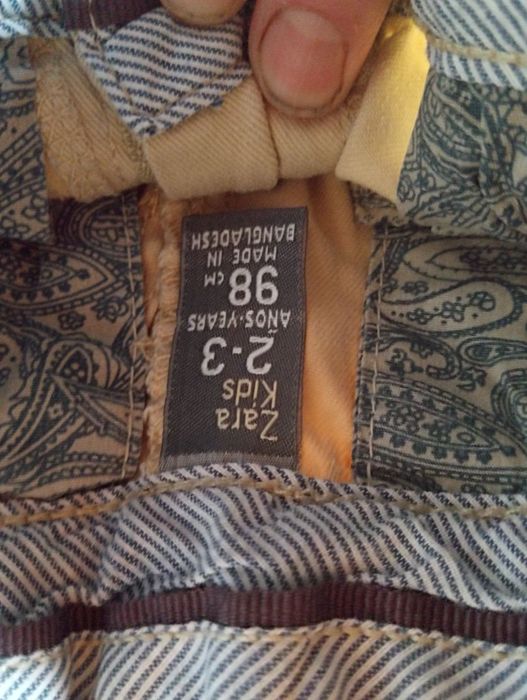 Zara
Kids
2-3
AÑOS-YEARS
98 CM
MADE IN
BANGLADESH